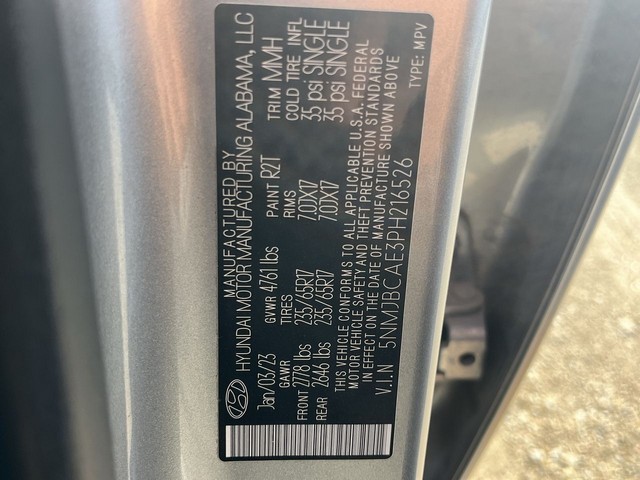 MANUFACTURED BY
HYUNDAI MOTOR MANUFACTURING ALABAMA, LLC
Jan/03/23 GVWR 4761 lbs PAINT R2T TRIM MMH
GAWR TIRES RIMS COLD TIRE INFL
FRONT 2778 lbs 235/65R17 7.0JX17 35 psi SINGLE
REAR 2646 lbs 235/65R17 7.0JX17 35 psi SINGLE
THIS VEHICLE CONFORMS TO ALL APPLICABLE U.S.A. FEDERAL
MOTOR VEHICLE SAFETY AND THEFT PREVENTION STANDARDS
IN EFFECT ON THE DATE OF MANUFACTURE SHOWN ABOVE
V.I.N 5NMJBCAE3PH216526 TYPE: MPV